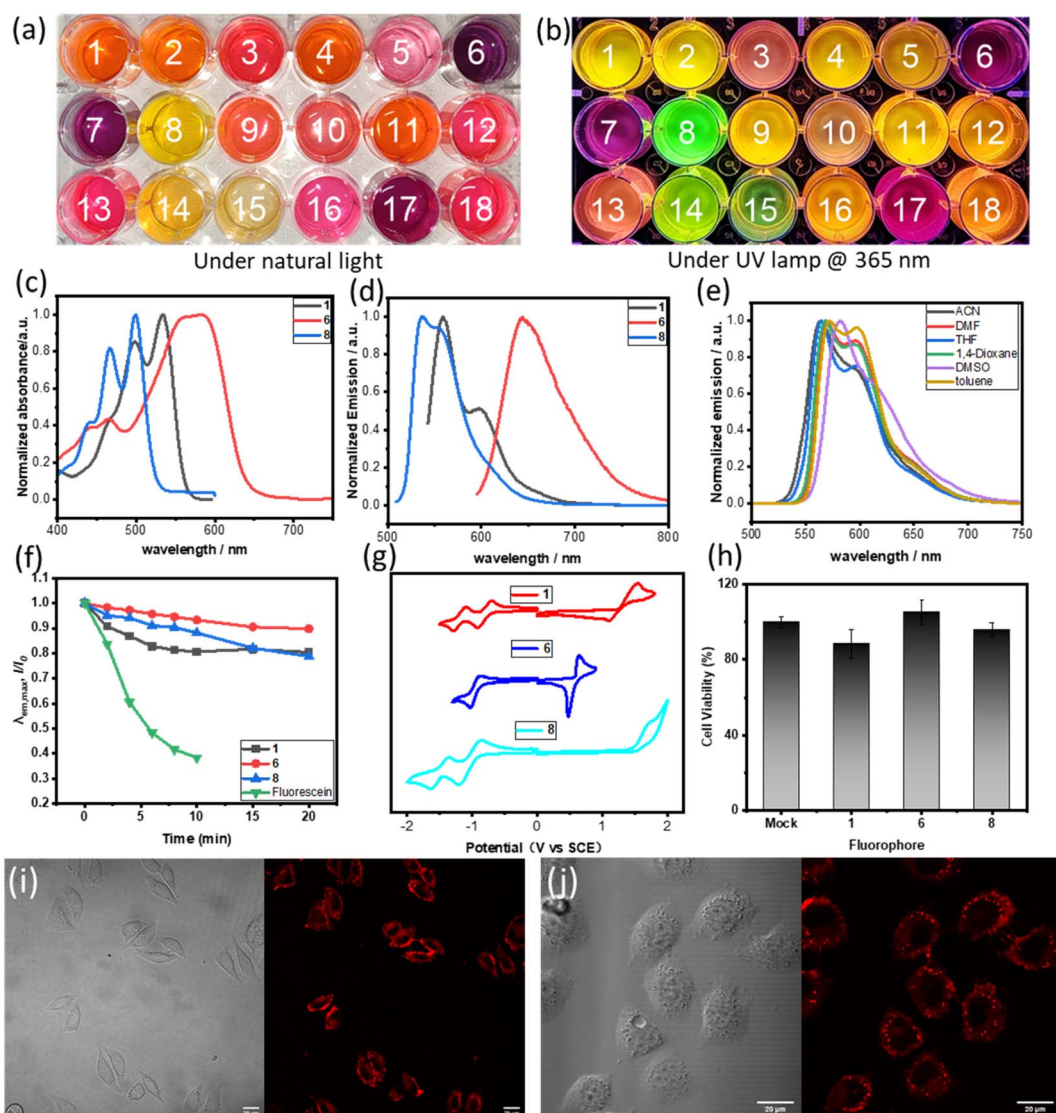 (a)
1 2 3 4 5 6
7 8 9 10 11 12
13 14 15 16 17 18
Under natural light
(b)
1 2 3 4 5 6
7 8 9 10 11 12
13 14 15 16 17 18
Under UV lamp @ 365 nm
(c)
1
6
8
Normalized absorbance/a.u.
1.0
0.8
0.6
0.4
0.2
0.0
400 500 600 700
wavelength / nm
(d)
1
6
8
Normalized Emission / a.u.
1.0
0.8
0.6
0.4
0.2
0.0
500 600 700 800
wavelength / nm
(e)
ACN
DMF
THF
1,4-Dioxane
DMSO
toluene
Normalized emission / a.u.
1.0
0.8
0.6
0.4
0.2
0.0
500 550 600 650 700 750
wavelength / nm
(f)
λem,max, I/I0
1.1
1.0
0.9
0.8
0.7
0.6
0.5
0.4
0.3
0.2
1
6
8
Fluorescein
0 5 10 15 20
Time (min)
(g)
1
6
8
-2 -1 0 1 2
Potential (V vs SCE)
(h)
Cell Viability (%)
120
80
40
0
Mock 1 6 8
Fluorophore
(i)
(j)
20 μm
20 μm